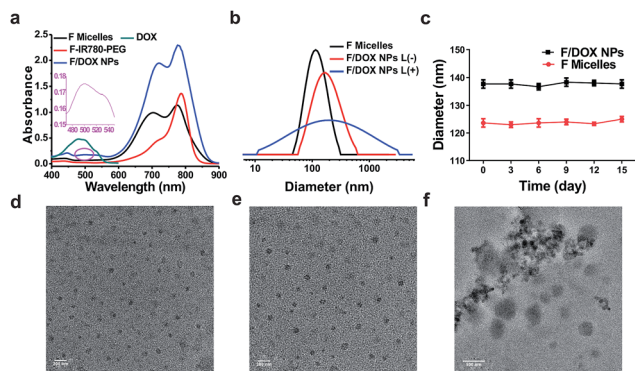 a
F Micelles
DOX
F-IR780-PEG
F/DOX NPs
2.5
2.0
1.5
1.0
0.5
0.0
Absorbance
0.18
0.17
0.16
0.15
480 500 520 540
400 500 600 700 800 900
Wavelength (nm)
b
F Micelles
F/DOX NPs L(-)
F/DOX NPs L(+)
10 100 1000
Diameter (nm)
c
F/DOX NPs
F Micelles
150
140
130
120
110
Diameter (nm)
0 3 6 9 12 15
Time (day)
d
e
f